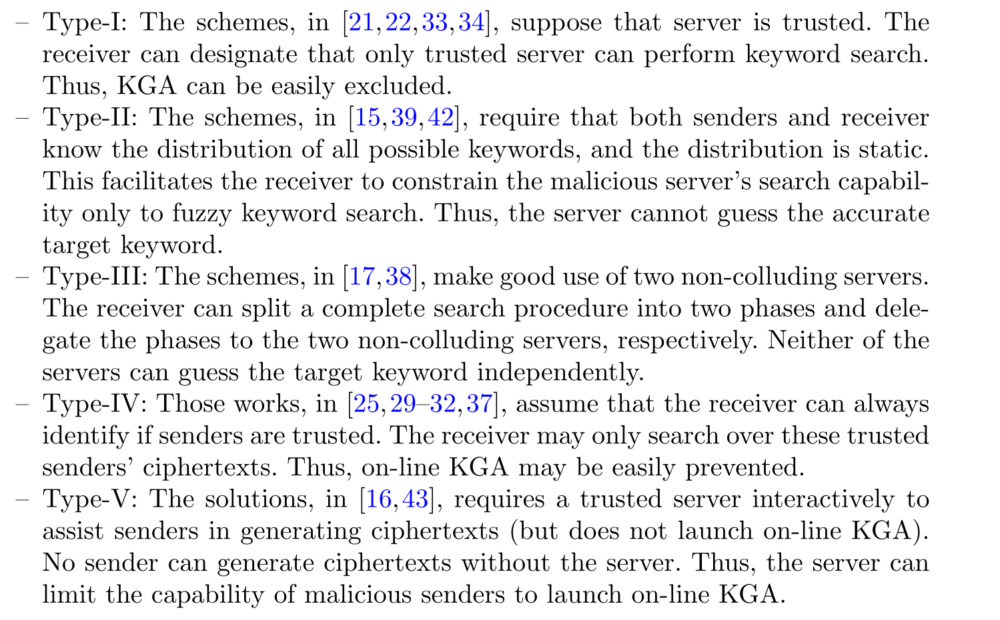 – Type-I: The schemes, in [21,22,33,34], suppose that server is trusted. The
receiver can designate that only trusted server can perform keyword search.
Thus, KGA can be easily excluded.
– Type-II: The schemes, in [15,39,42], require that both senders and receiver
know the distribution of all possible keywords, and the distribution is static.
This facilitates the receiver to constrain the malicious server’s search capabil-
ity only to fuzzy keyword search. Thus, the server cannot guess the accurate
target keyword.
– Type-III: The schemes, in [17,38], make good use of two non-colluding servers.
The receiver can split a complete search procedure into two phases and dele-
gate the phases to the two non-colluding servers, respectively. Neither of the
servers can guess the target keyword independently.
– Type-IV: Those works, in [25,29–32,37], assume that the receiver can always
identify if senders are trusted. The receiver may only search over these trusted
senders’ ciphertexts. Thus, on-line KGA may be easily prevented.
– Type-V: The solutions, in [16,43], requires a trusted server interactively to
assist senders in generating ciphertexts (but does not launch on-line KGA).
No sender can generate ciphertexts without the server. Thus, the server can
limit the capability of malicious senders to launch on-line KGA.